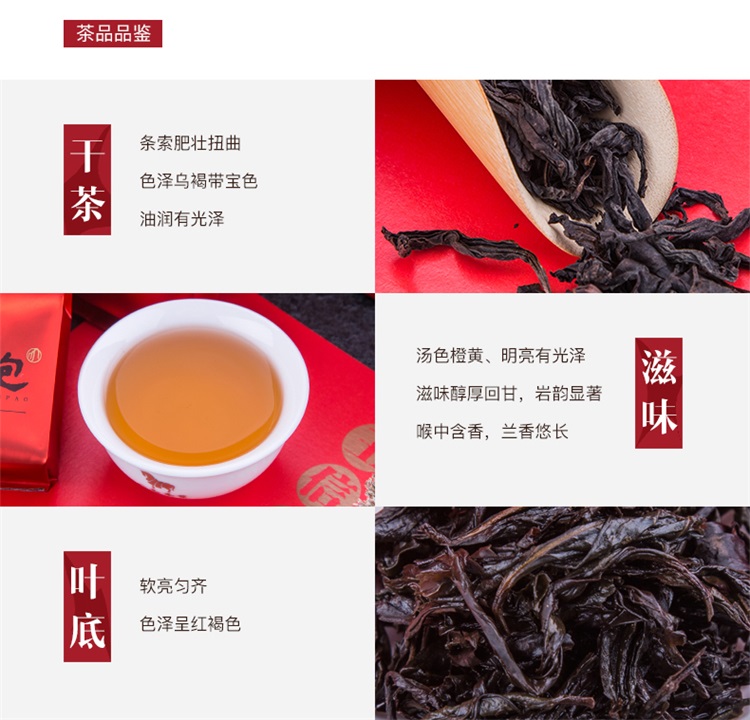 茶品品鉴
干茶
条索肥壮扭曲
色泽乌褐带宝色
油润有光泽
袍
汤色橙黄、明亮有光泽
滋味醇厚回甘，岩韵显著
喉中含香，兰香悠长
滋味
信
叶底
软亮匀齐
色泽呈红褐色